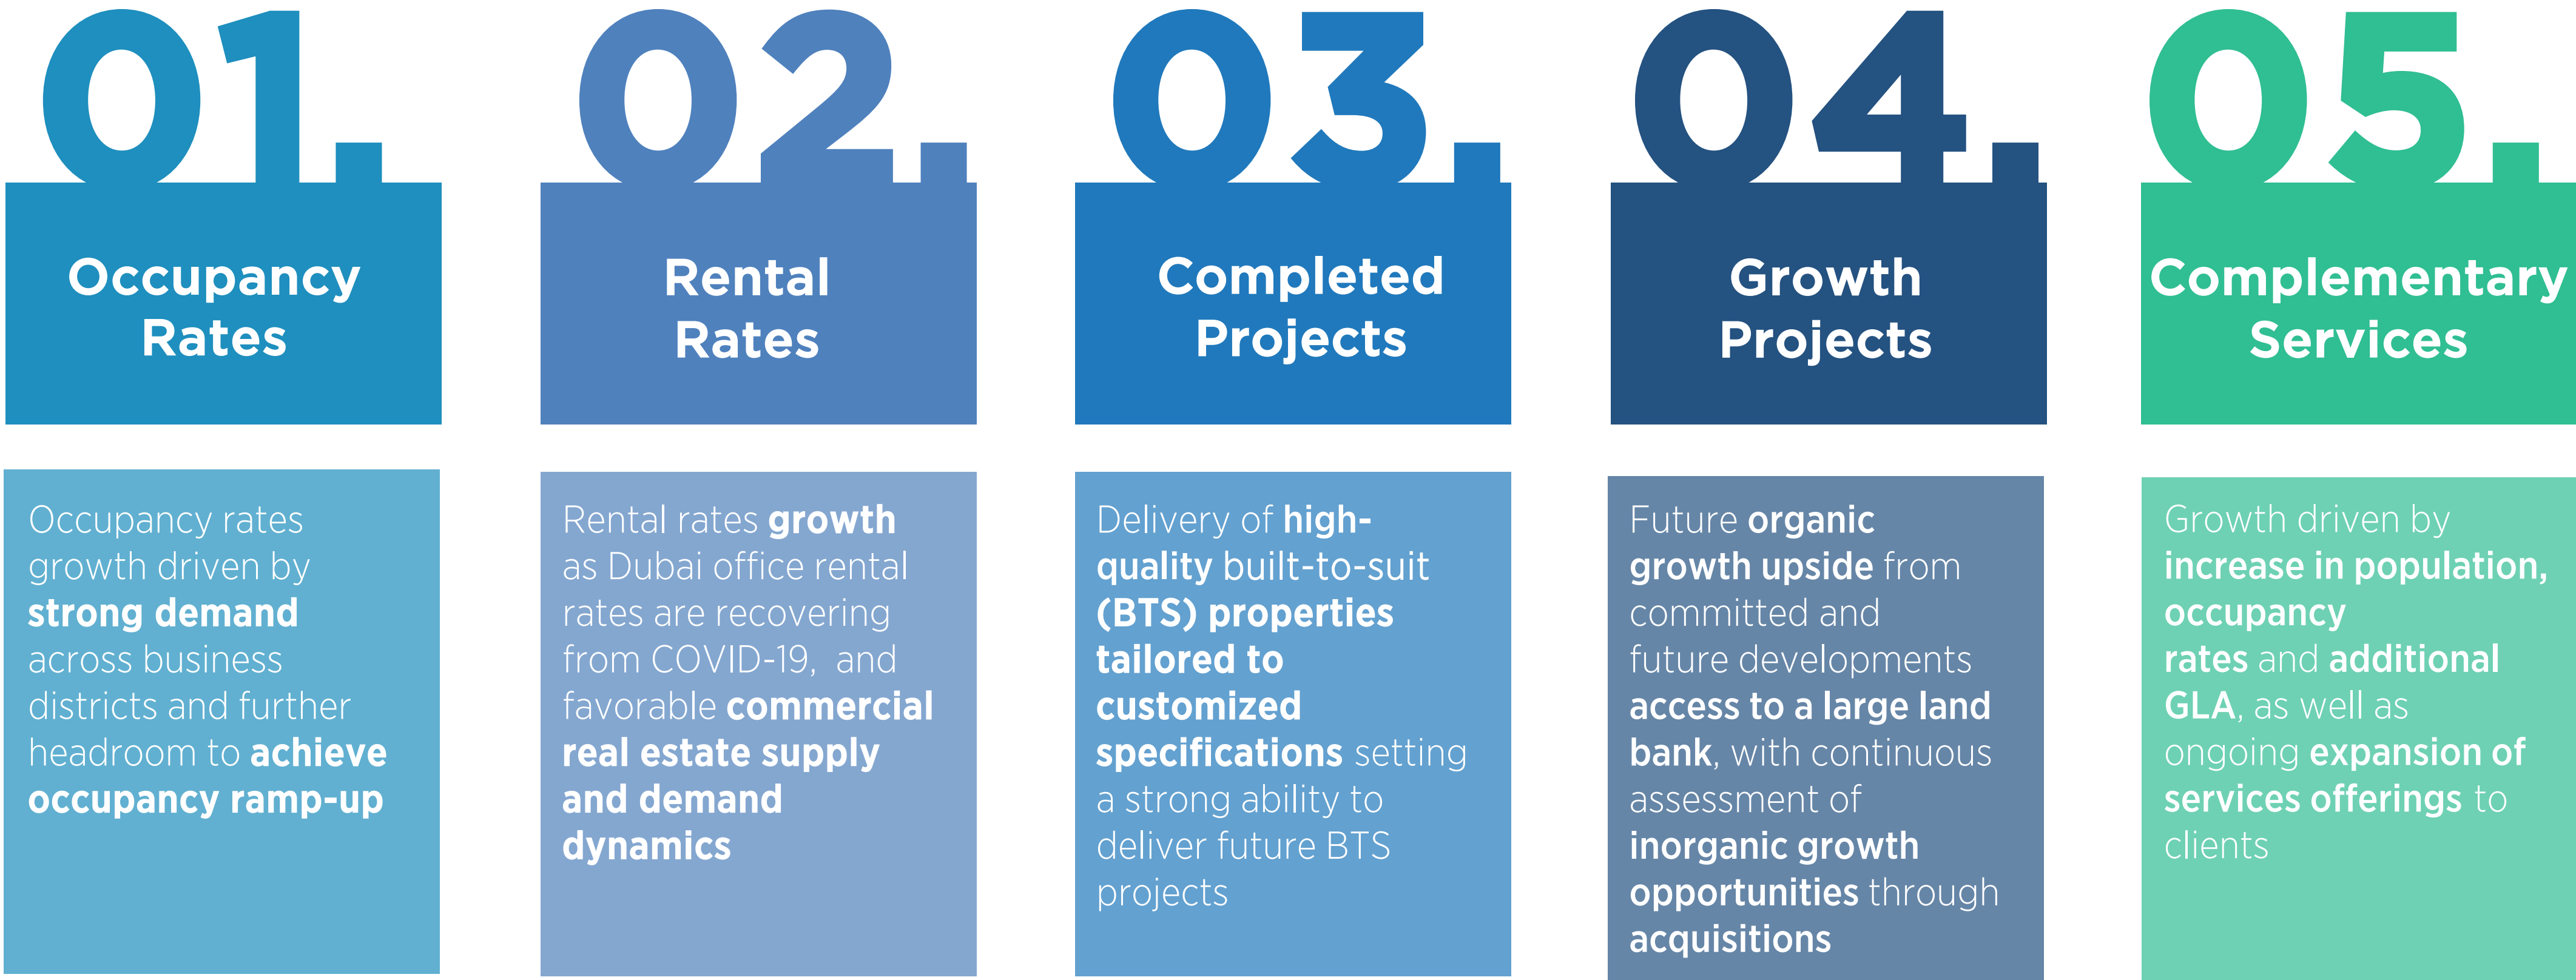 01.
Occupancy
Rates
Occupancy rates
growth driven by
strong demand
across business
districts and further
headroom to achieve
occupancy ramp-up
02.
Rental
Rates
Rental rates growth
as Dubai office rental
rates are recovering
from COVID-19, and
favorable commercial
real estate supply
and demand
dynamics
03.
Completed
Projects
Delivery of high-
quality built-to-suit
(BTS) properties
tailored to
customized
specifications setting
a strong ability to
deliver future BTS
projects
04.
Growth
Projects
Future organic
growth upside from
committed and
future developments
access to a large land
bank, with continuous
assessment of
inorganic growth
opportunities through
acquisitions
05.
Complementary
Services
Growth driven by
increase in population,
occupancy
rates and additional
GLA, as well as
ongoing expansion of
services offerings to
clients